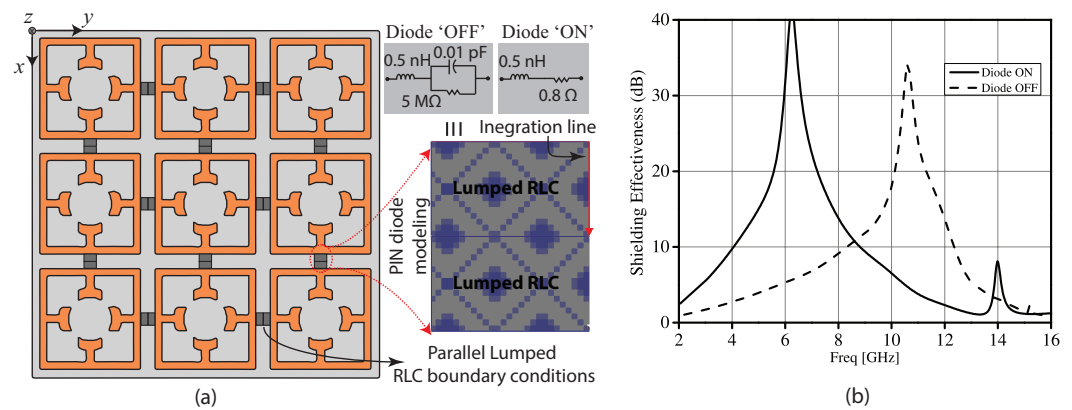 z
y
x
Diode 'OFF'
Diode 'ON'
0.5 nH
0.01 pF
5 MΩ
0.5 nH
0.8 Ω
Inegration line
PIN diode
modeling
Lumped RLC
Lumped RLC
Parallel Lumped
RLC boundary conditions
(a)
Shielding Effectiveness (dB)
40
30
20
10
0
Diode ON
Diode OFF
2 4 6 8 10 12 14 16
Freq [GHz]
(b)